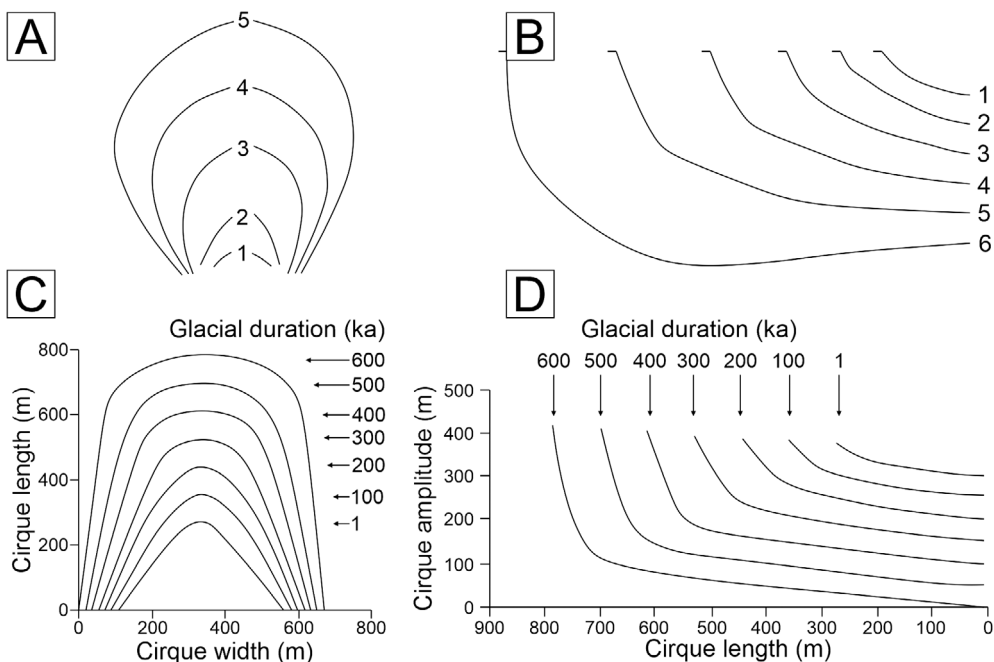 A
5
4
3
2
1
B
1
2
3
4
5
6
C
Glacial duration (ka)
800
600
400
200
0
600
500
400
300
200
100
1
Cirque length (m)
0 200 400 600 800
Cirque width (m)
D
Glacial duration (ka)
600 500 400 300 200 100 1
500
400
300
200
100
0
Cirque amplitude (m)
900 800 700 600 500 400 300 200 100 0
Cirque length (m)